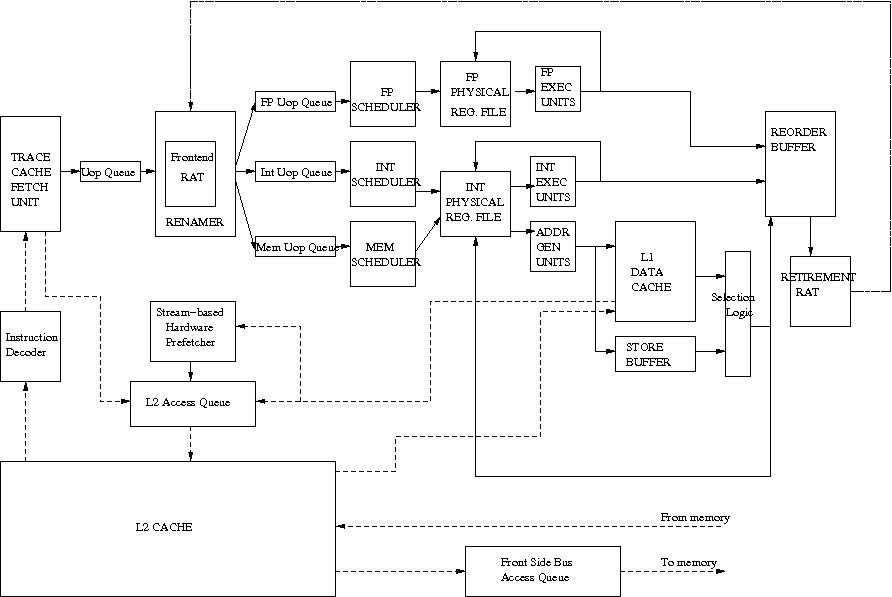 TRACE
CACHE
FETCH
UNIT
Uop Queue
Frontend
RAT
RENAMER
FP Uop Queue
Int Uop Queue
Mem Uop Queue
FP
SCHEDULER
INT
SCHEDULER
MEM
SCHEDULER
FP
PHYSICAL
REG. FILE
INT
PHYSICAL
REG. FILE
FP
EXEC
UNITS
INT
EXEC
UNITS
ADDR
GEN
UNITS
L1
DATA
CACHE
STORE
BUFFER
Selection
Logic
REORDER
BUFFER
RETIREMENT
RAT
Instruction
Decoder
Stream-based
Hardware
Prefetcher
L2 Access Queue
L2 CACHE
From memory
Front Side Bus
Access Queue
To memory